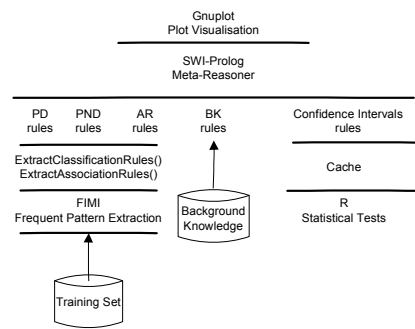 Gnuplot
Plot Visualisation
SWI-Prolog
Meta-Reasoner
PD rules
PND rules
AR rules
BK rules
Confidence Intervals rules
ExtractClassificationRules()
ExtractAssociationRules()
Cache
FIMI
Frequent Pattern Extraction
Background Knowledge
R
Statistical Tests
Training Set